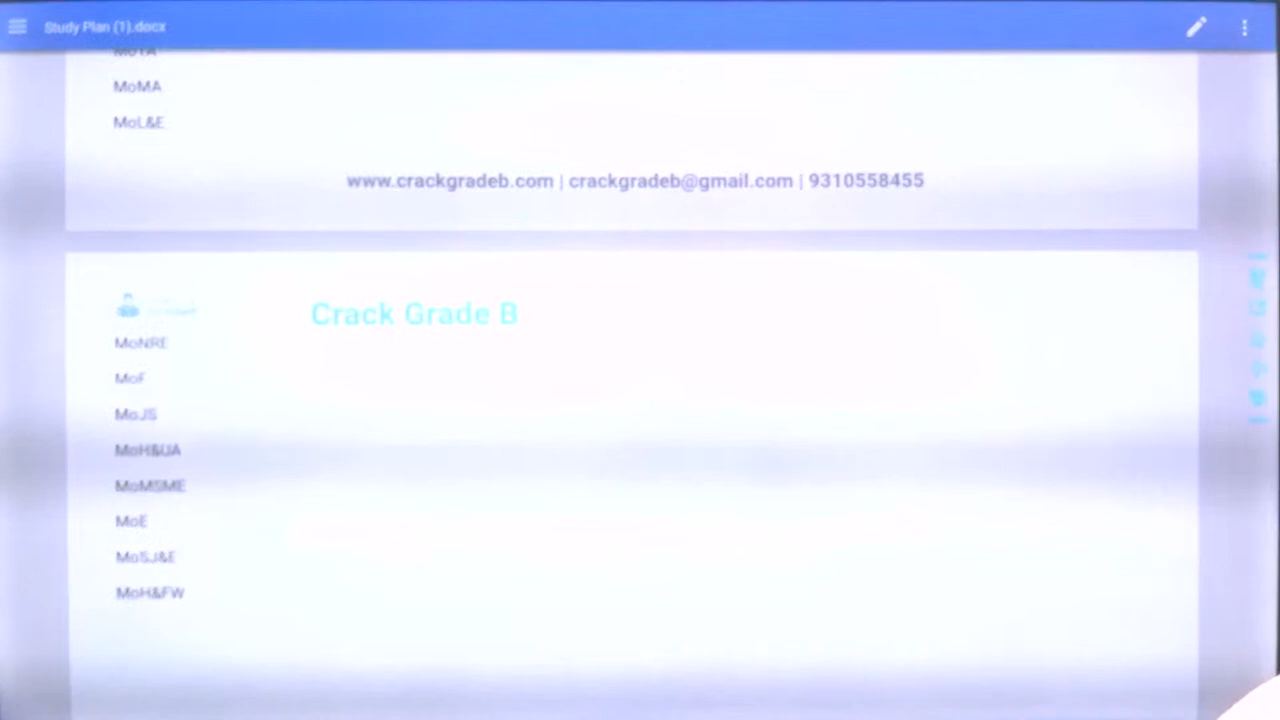 Study Plan (1).docx
MoTA
MoMA
MoL&E
www.crackgradeb.com | crackgradeb@gmail.com | 9310558455
Crack Grade B
MoNRE
MoF
MoJS
MoH&UA
MoMSME
MoE
MoSJ&E
MoH&FW